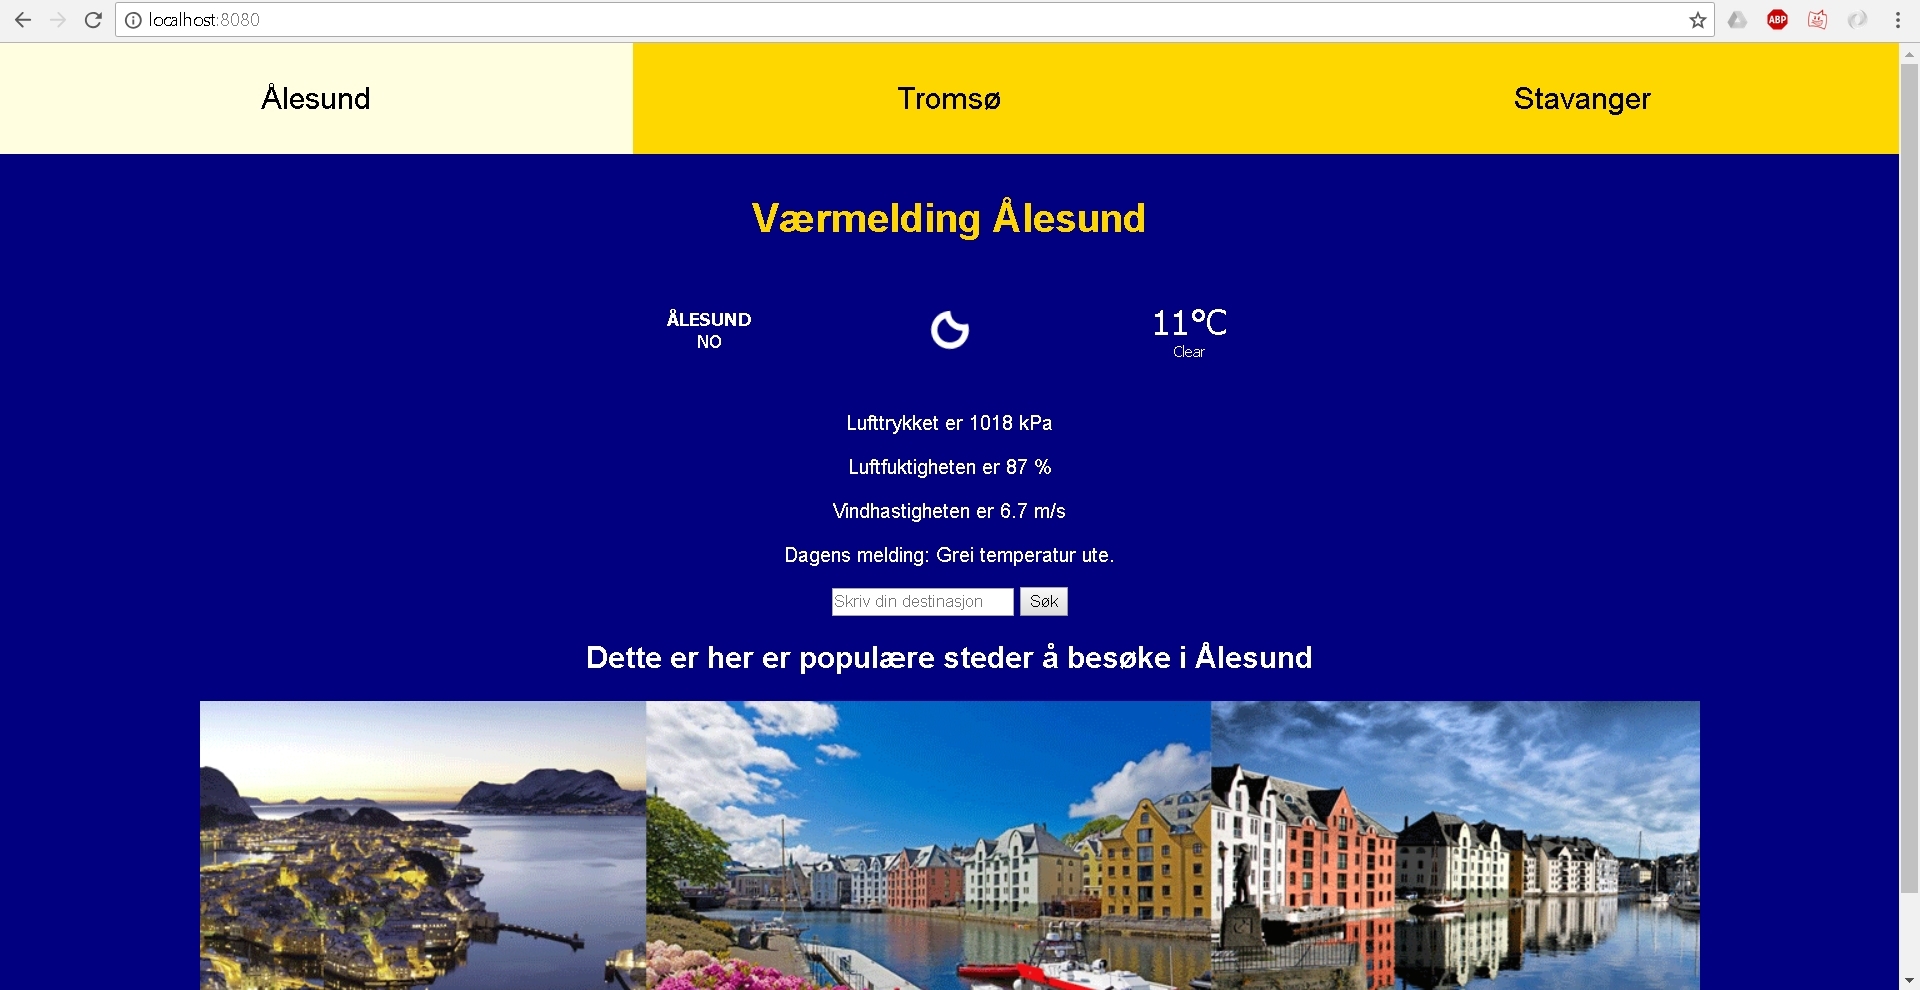 localhost:8080
ABP
Ålesund
Tromsø
Stavanger
Værmelding Ålesund
ÅLESUND
NO
11°C
Clear
Lufttrykket er 1018 kPa
Luftfuktigheten er 87 %
Vindhastigheten er 6.7 m/s
Dagens melding: Grei temperatur ute.
Skriv din destinasjon
Søk
Dette er her er populære steder å besøke i Ålesund